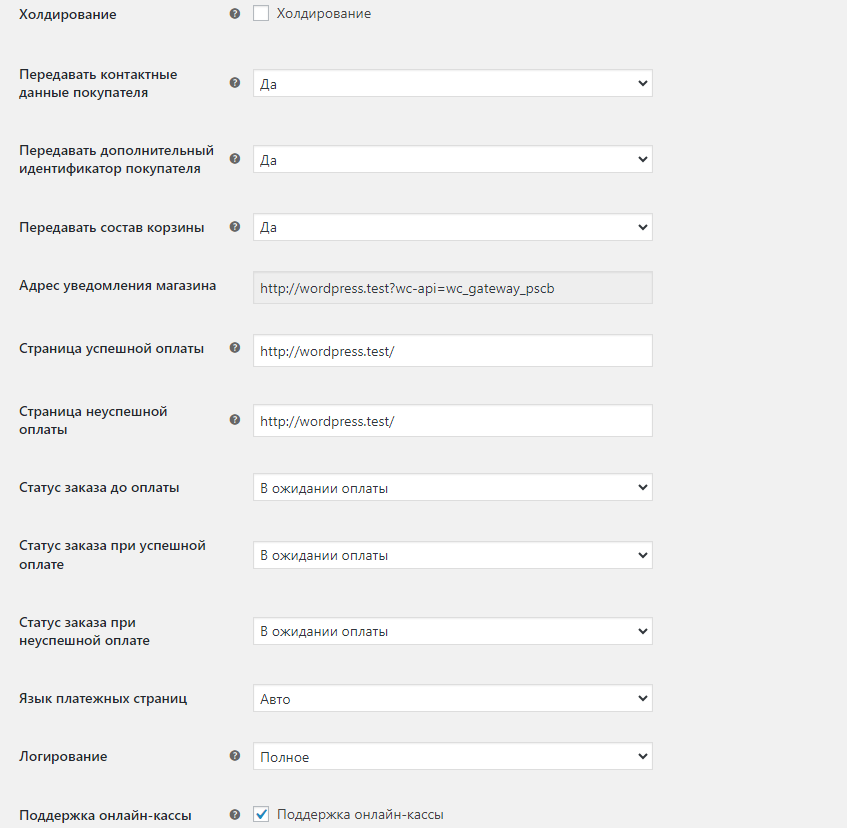 Холдирование
Холдирование
Передавать контактные
данные покупателя
Да
Передавать дополнительный
идентификатор покупателя
Да
Передавать состав корзины
Да
Адрес уведомления магазина
http://wordpress.test?wc-api=wc_gateway_pscb
Страница успешной оплаты
http://wordpress.test/
Страница неуспешной
оплаты
http://wordpress.test/
Статус заказа до оплаты
В ожидании оплаты
Статус заказа при успешной
оплате
В ожидании оплаты
Статус заказа при
неуспешной оплате
В ожидании оплаты
Язык платежных страниц
Авто
Логирование
Полное
Поддержка онлайн-кассы
Поддержка онлайн-кассы